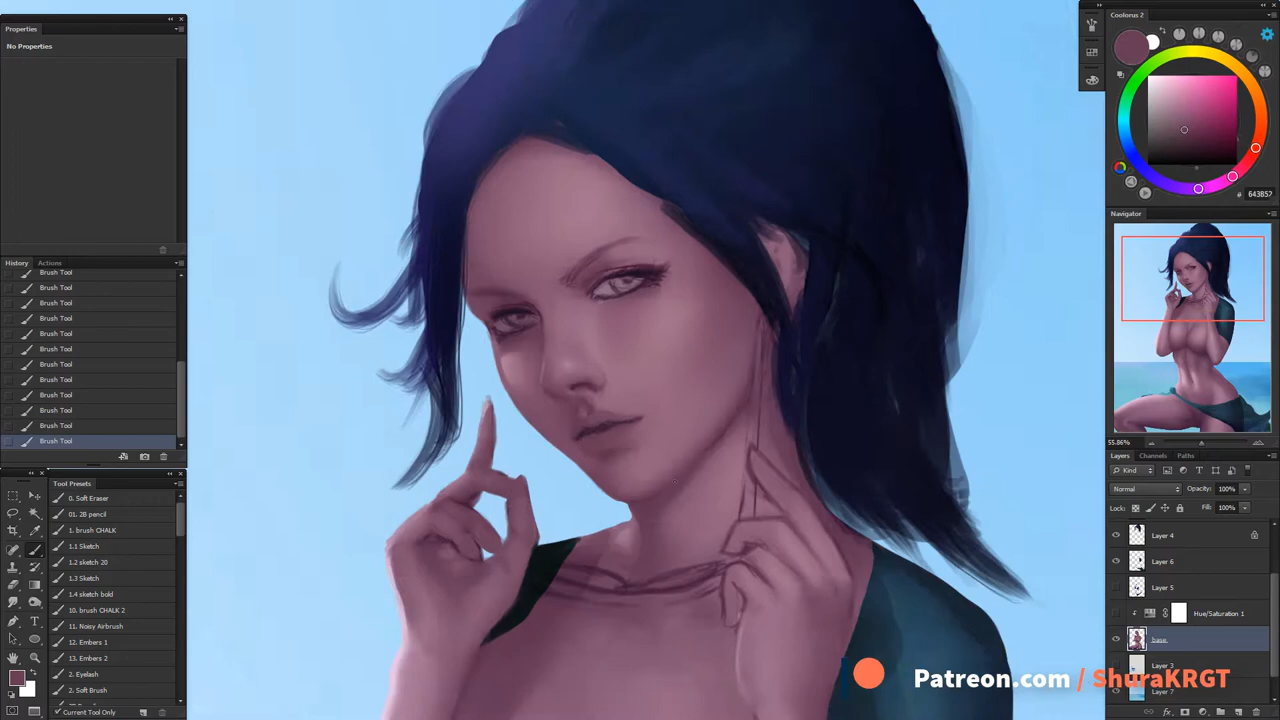 Properties
No Properties
History Actions
Brush Tool
Brush Tool
Brush Tool
Brush Tool
Brush Tool
Brush Tool
Brush Tool
Brush Tool
Brush Tool
Brush Tool
Brush Tool
Brush Tool
Tool Presets
0. Soft Eraser
01. 2B pencil
1. brush CHALK
1.1 Sketch
1.2 sketch 20
1.3 Sketch
1.4 sketch bold
10. brush CHALK 2
11. Noisy Airbrush
12. Embers 1
13. Embers 2
2. Eyelash
2. Soft Brush
Current Tool Only
Coolorus 2
# 643B52
Navigator
55.86%
Layers Channels Paths
Kind
Normal Opacity: 100%
Lock: Fill: 100%
Layer 4
Layer 6
Layer 5
Hue/Saturation 1
base
Layer 3
Layer 7
fx
Patreon.com / ShuraKRGT